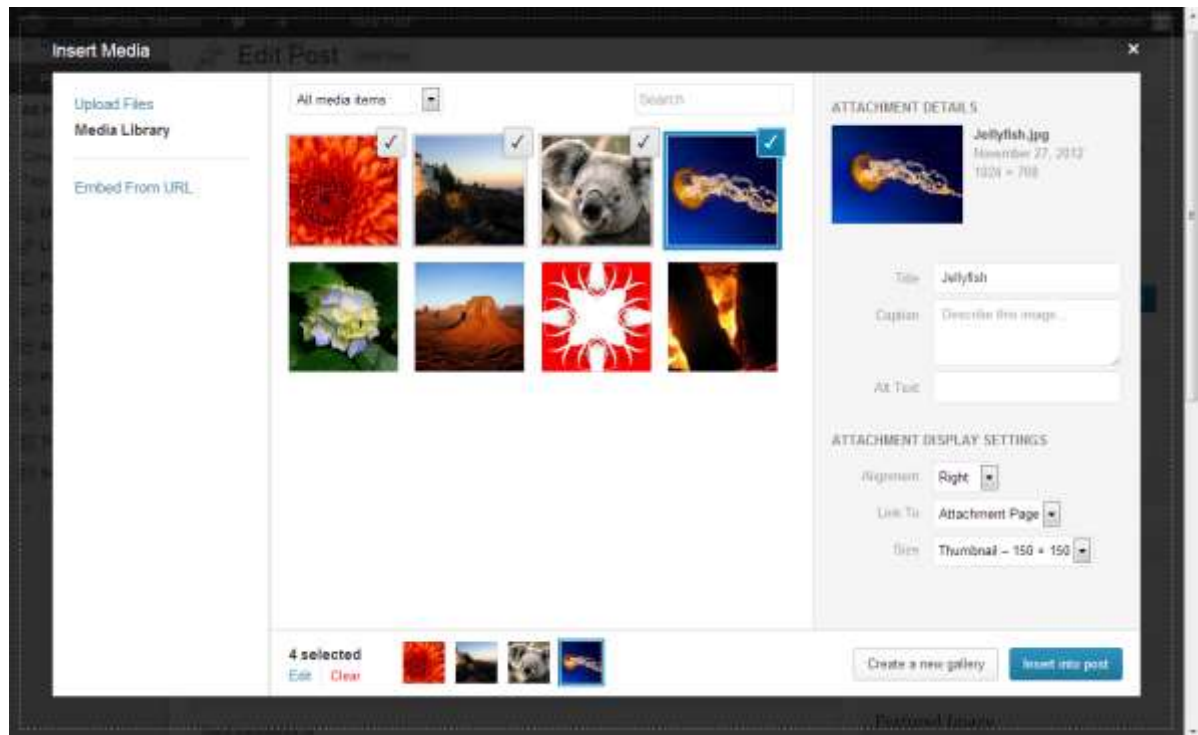 Insert Media
Edit Post
Upload Files
Media Library
Embed From URL
All media items
Search
ATTACHMENT DETAILS
Jellyfish.jpg
November 27, 2012
1024 × 768
Title
Jellyfish
Caption
Describe this image...
Alt Text
ATTACHMENT DISPLAY SETTINGS
Alignment
Right
Link To
Attachment Page
Size
Thumbnail – 150 × 150
4 selected
Edit
Clear
Create a new gallery
Insert into post
Featured Image